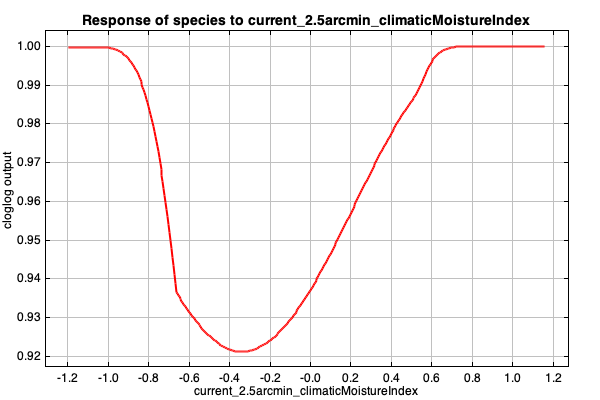 Response of species to current_2.5arcmin_climaticMoistureIndex
1.00
0.99
0.98
0.97
0.96
0.95
0.94
0.93
0.92
cloglog output
-1.2 -1.0 -0.8 -0.6 -0.4 -0.2 -0.0 0.2 0.4 0.6 0.8 1.0 1.2
current_2.5arcmin_climaticMoistureIndex